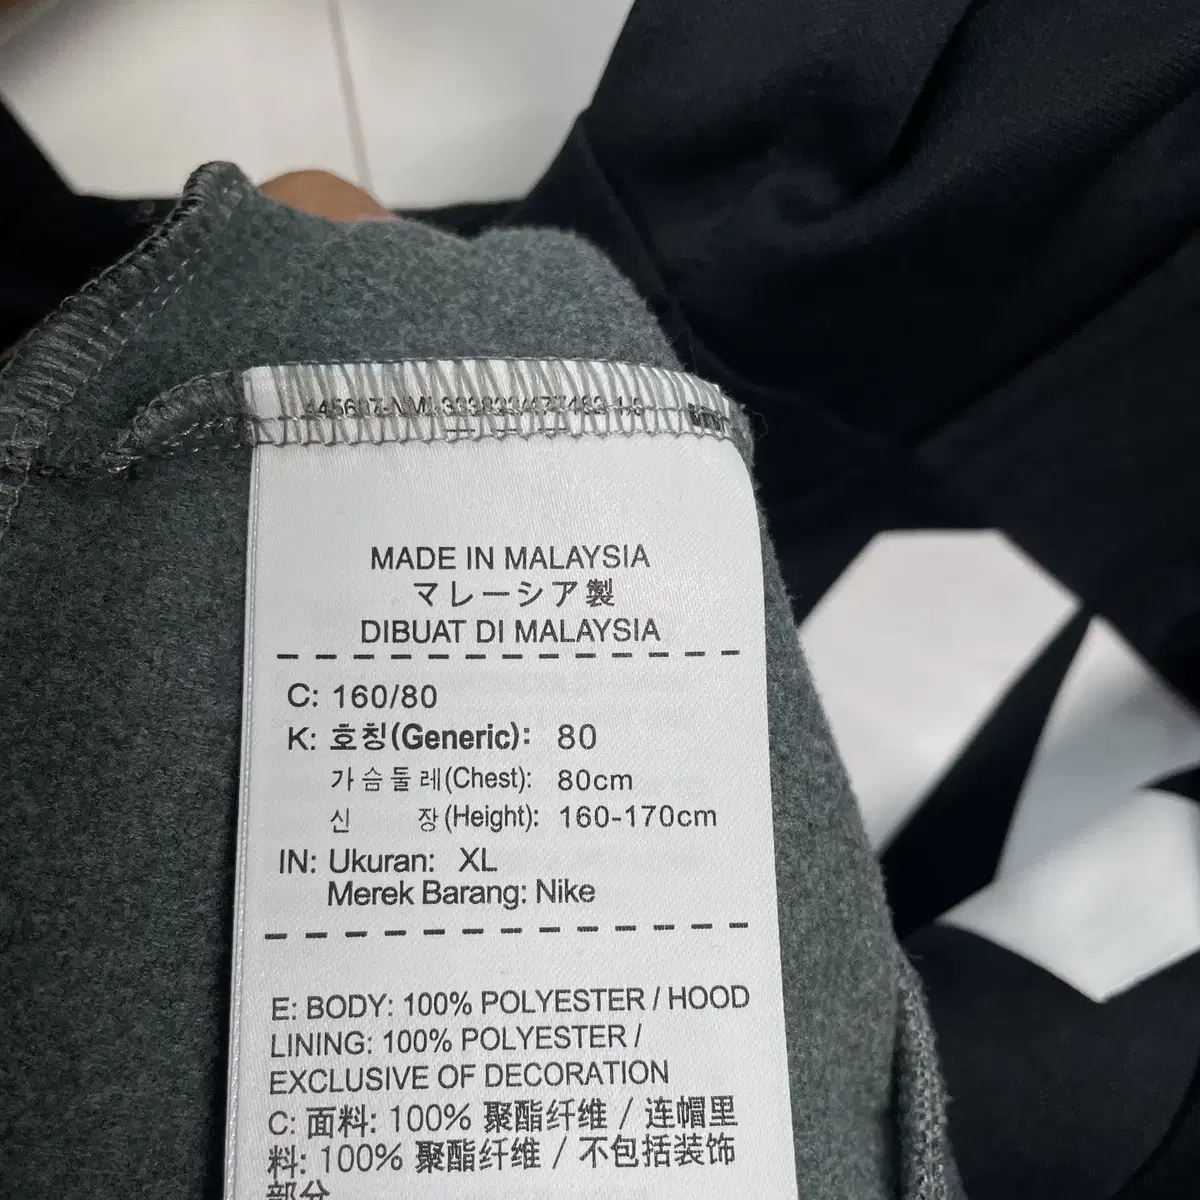 MADE IN MALAYSIA
マレーシア製
DIBUAT DI MALAYSIA
C: 160/80
K: 호칭(Generic): 80
가슴둘레(Chest): 80cm
신 장(Height): 160-170cm
IN: Ukuran: XL
Merek Barang: Nike
E: BODY: 100% POLYESTER / HOOD
LINING: 100% POLYESTER /
EXCLUSIVE OF DECORATION
C: 面料: 100% 聚酯纤维 / 连帽里
料: 100% 聚酯纤维 / 不包括装饰
部分